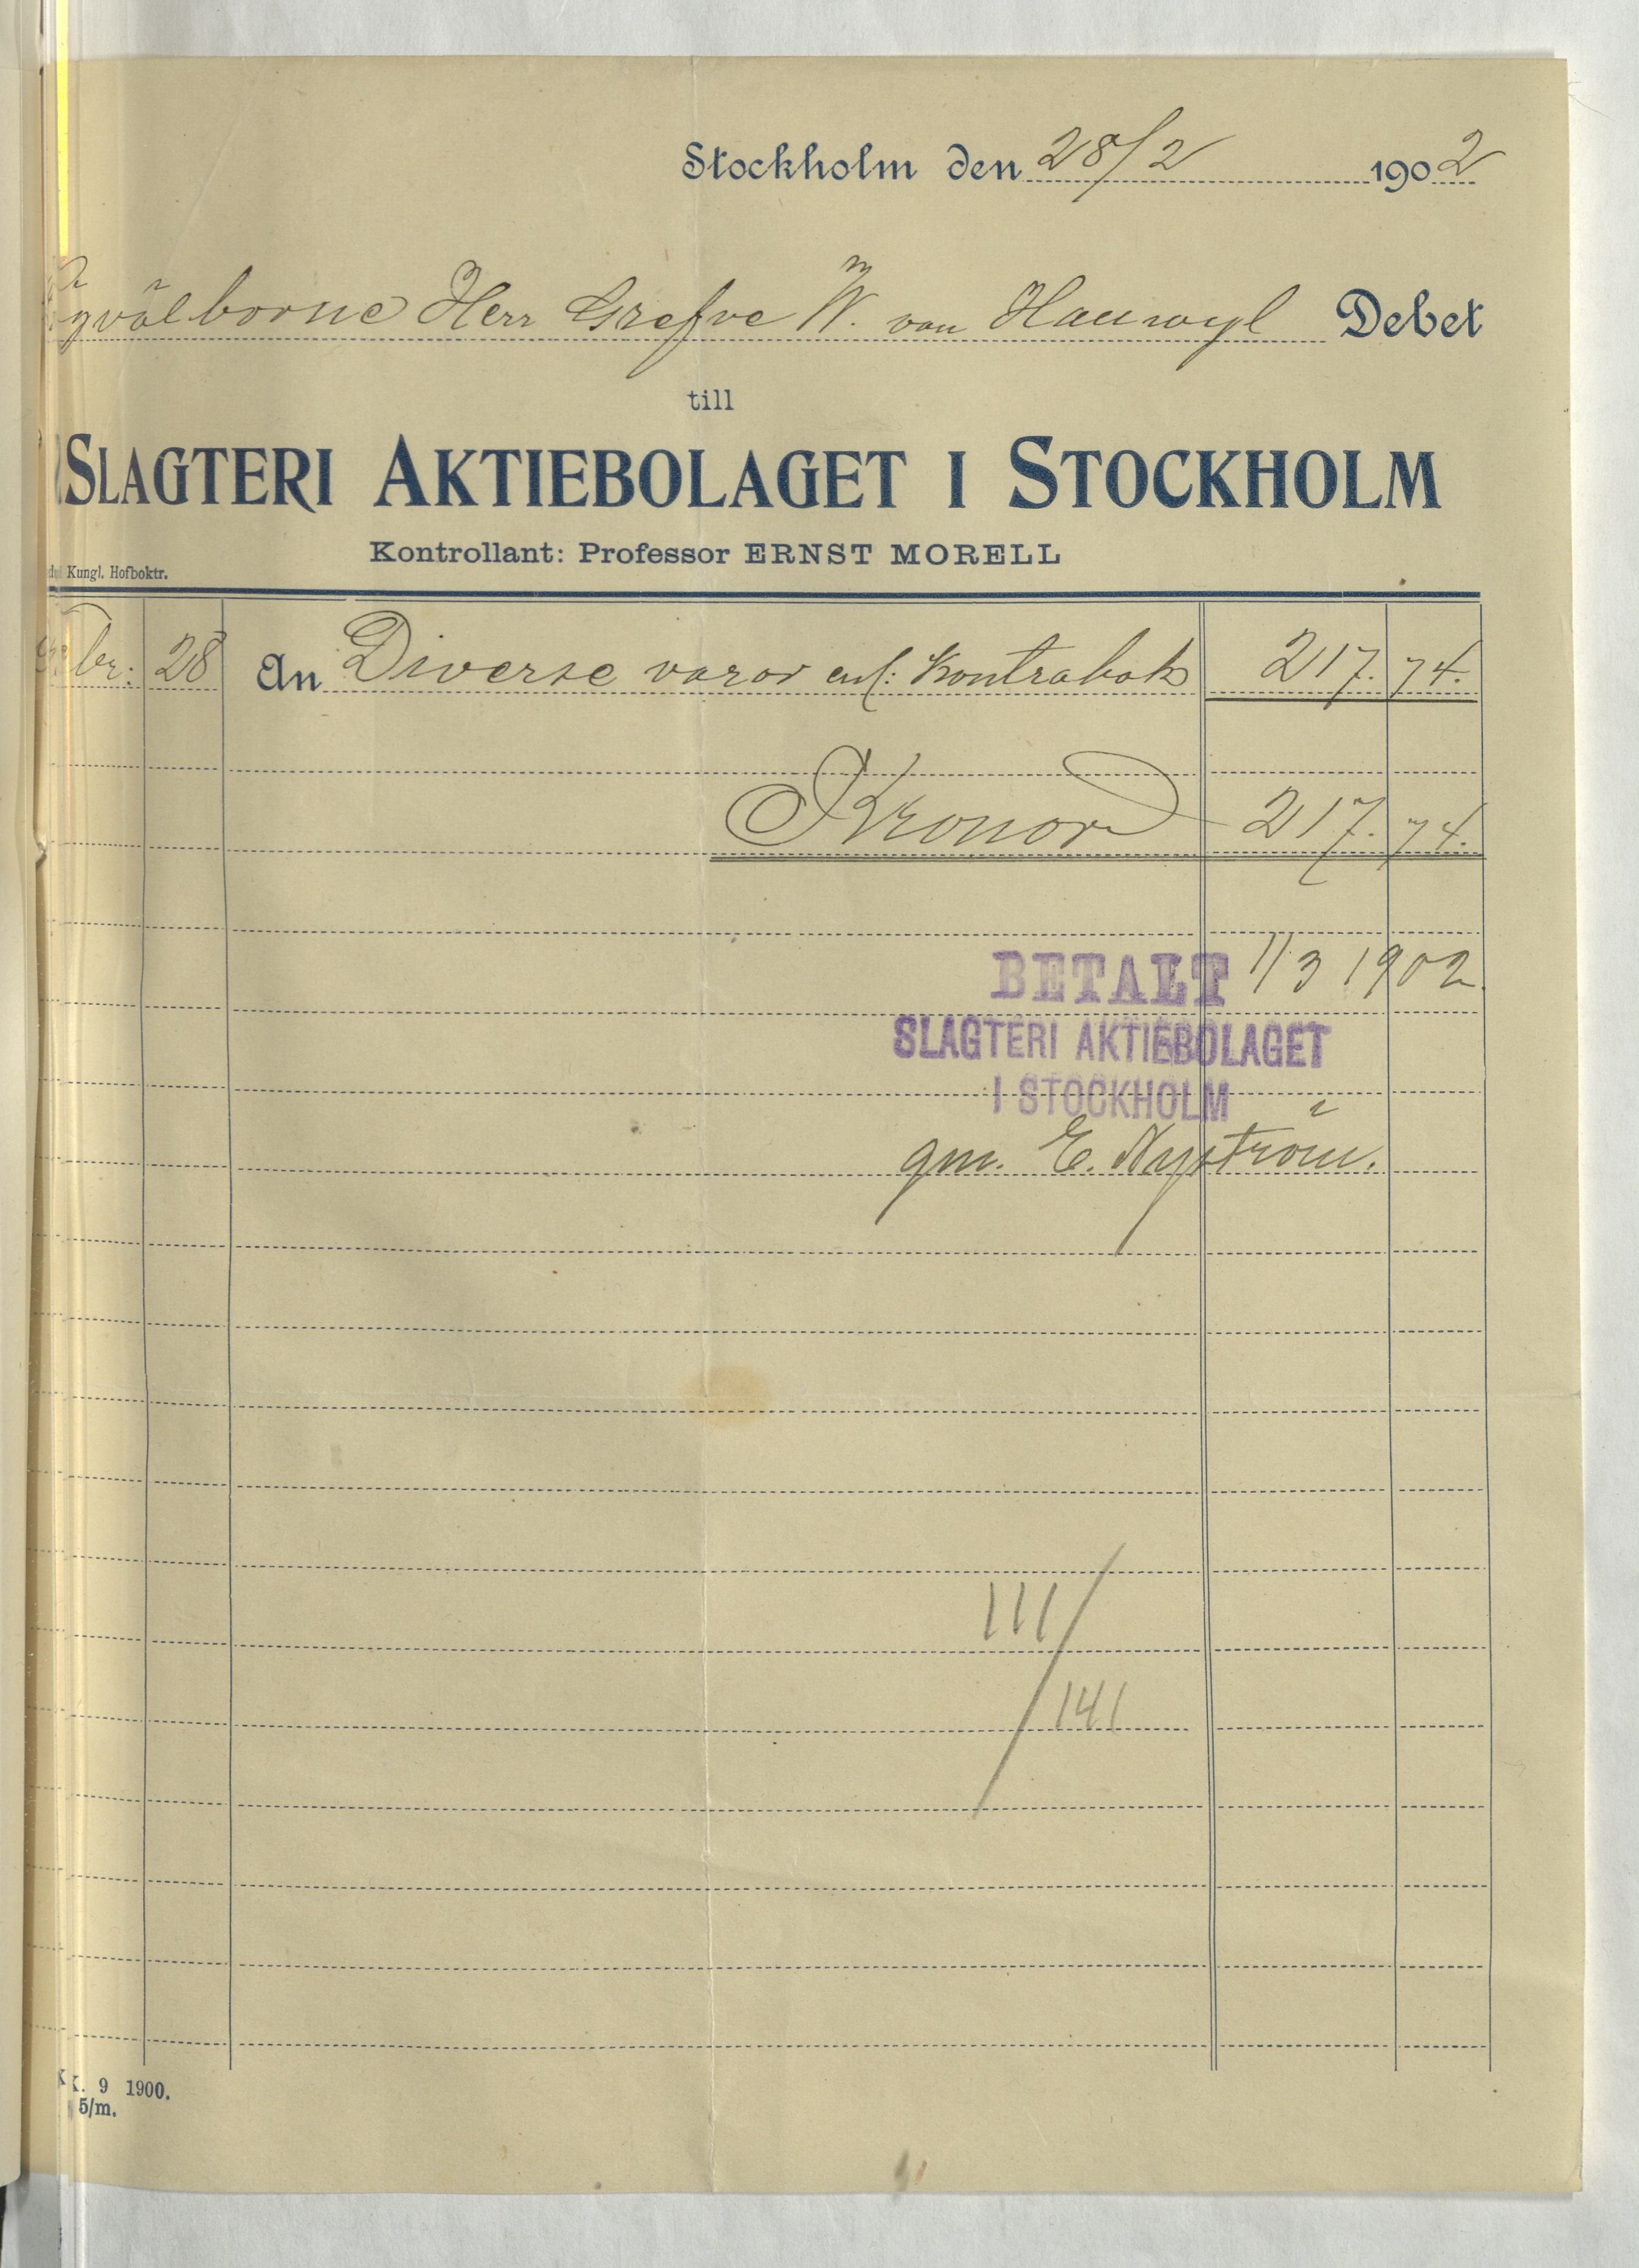 Stockholm den 28/2 1902
gvälborne Herr Grefve W. von Hallwyl Debet
till
SLAGTERI AKTIEBOLAGET I STOCKHOLM
Kontrollant: Professor ERNST MORELL
Kungl. Hofboktr.
Febr. 28 An Diverse varor enl: Kontrabok 217. 74.
Kronor 217. 74.
BETALT 1/3 1902.
SLAGTERI AKTIEBOLAGET
I STOCKHOLM
gm. E. Nyström.
111/
/141
K. 9 1900.
5/m.